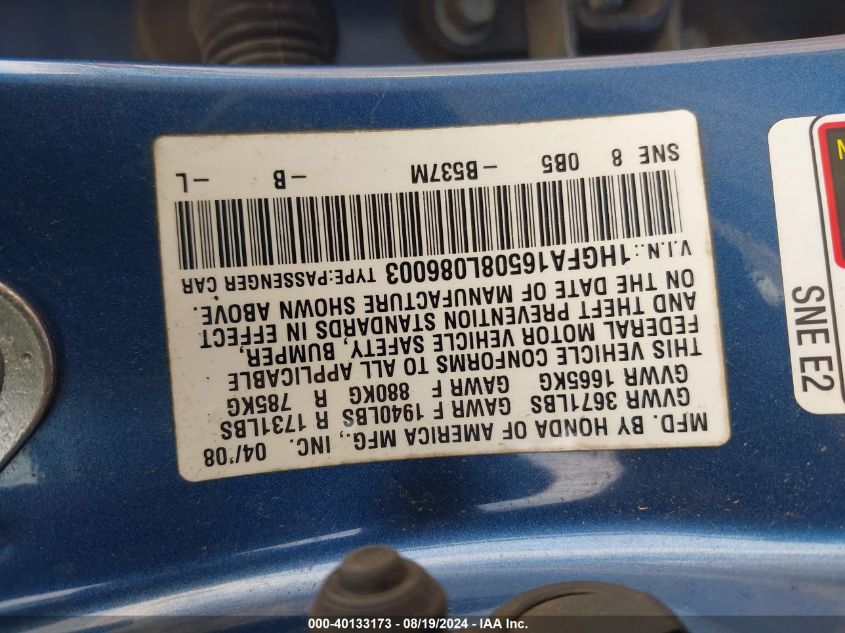 MFD. BY HONDA OF AMERICA MFG., INC. 04/'08
GVWR 3671LBS GAWR F 1940LBS R 1731LBS
GVWR 1665KG GAWR F 880KG R 785KG
THIS VEHICLE CONFORMS TO ALL APPLICABLE
FEDERAL MOTOR VEHICLE SAFETY, BUMPER,
AND THEFT PREVENTION STANDARDS IN EFFECT
ON THE DATE OF MANUFACTURE SHOWN ABOVE.
V.I.N.: 1HGFA16508L086003 TYPE:PASSENGER CAR
SNE 8 0B5 -B537M -B -L
SNE E2
000-40133173 - 08/19/2024 - IAA Inc.